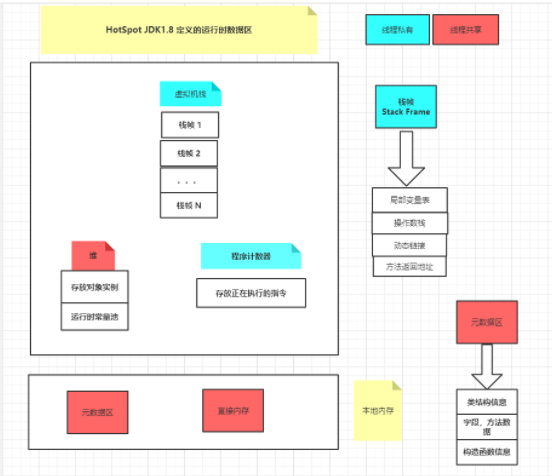 HotSpot JDK1.8 定义的运行时数据区
线程私有
线程共享
虚拟机栈
栈帧 1
栈帧 2
. . .
栈帧 N
栈帧
Stack Frame
局部变量表
操作数栈
动态链接
方法返回地址
堆
存放对象实例
运行时常量池
程序计数器
存放正在执行的指令
元数据区
类结构信息
字段，方法数
据
构造函数信息
元数据区
直接内存
本地内存